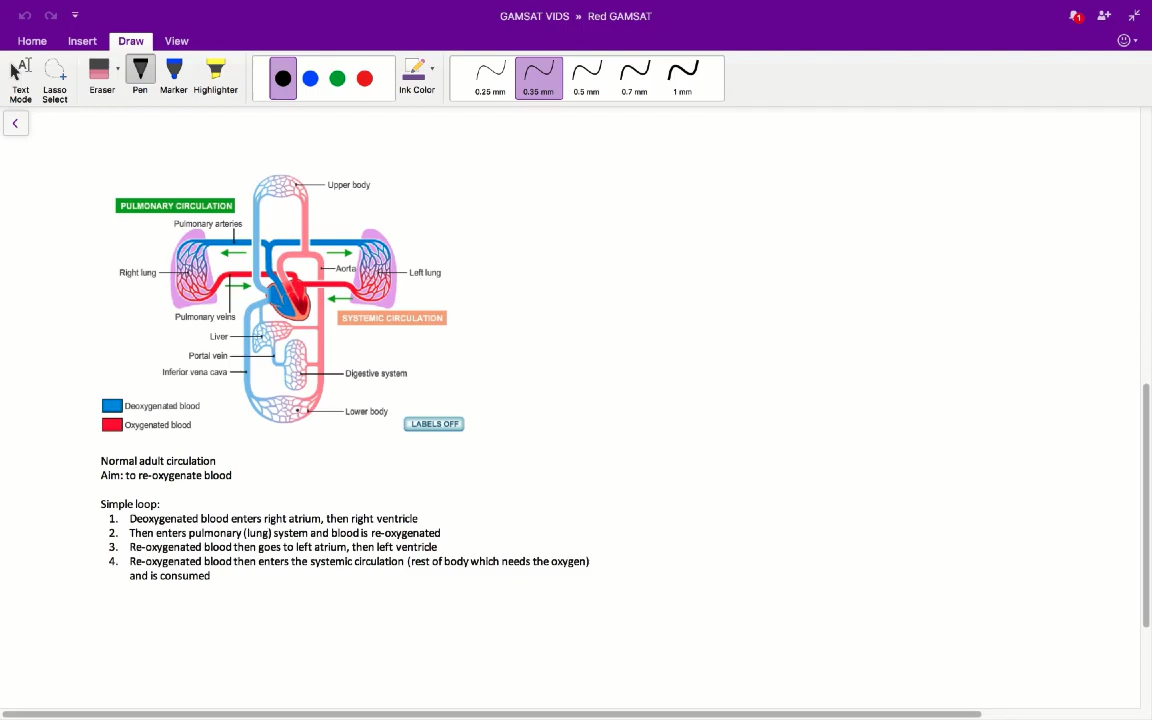 GAMSAT VIDS » Red GAMSAT
1
Home Insert Draw View
Text Mode
Lasso Select
Eraser
Pen
Marker
Highlighter
Ink Color
0.25 mm
0.35 mm
0.5 mm
0.7 mm
1 mm
Upper body
PULMONARY CIRCULATION
Pulmonary arteries
Right lung
Aorta
Left lung
Pulmonary veins
SYSTEMIC CIRCULATION
Liver
Portal vein
Inferior vena cava
Digestive system
Deoxygenated blood
Lower body
Oxygenated blood
LABELS OFF
Normal adult circulation
Aim: to re-oxygenate blood
Simple loop:
1. Deoxygenated blood enters right atrium, then right ventricle
2. Then enters pulmonary (lung) system and blood is re-oxygenated
3. Re-oxygenated blood then goes to left atrium, then left ventricle
4. Re-oxygenated blood then enters the systemic circulation (rest of body which needs the oxygen)
and is consumed